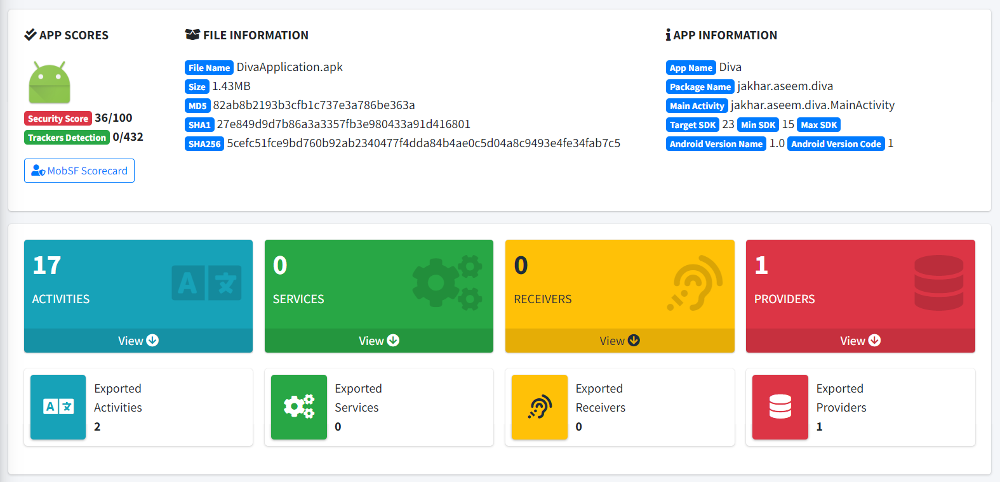 APP SCORES
Security Score 36/100
Trackers Detection 0/432
MobSF Scorecard
FILE INFORMATION
File Name DivaApplication.apk
Size 1.43MB
MD5 82ab8b2193b3cfb1c737e3a786be363a
SHA1 27e849d9d7b86a3a3357fb3e980433a91d416801
SHA256 5cefc51fce9bd760b92ab2340477f4dda84b4ae0c5d04a8c9493e4fe34fab7c5
APP INFORMATION
App Name Diva
Package Name jakhar.aseem.diva
Main Activity jakhar.aseem.diva.MainActivity
Target SDK 23 Min SDK 15 Max SDK
Android Version Name 1.0 Android Version Code 1
17
ACTIVITIES
View
0
SERVICES
View
0
RECEIVERS
View
1
PROVIDERS
View
Exported
Activities
2
Exported
Services
0
Exported
Receivers
0
Exported
Providers
1